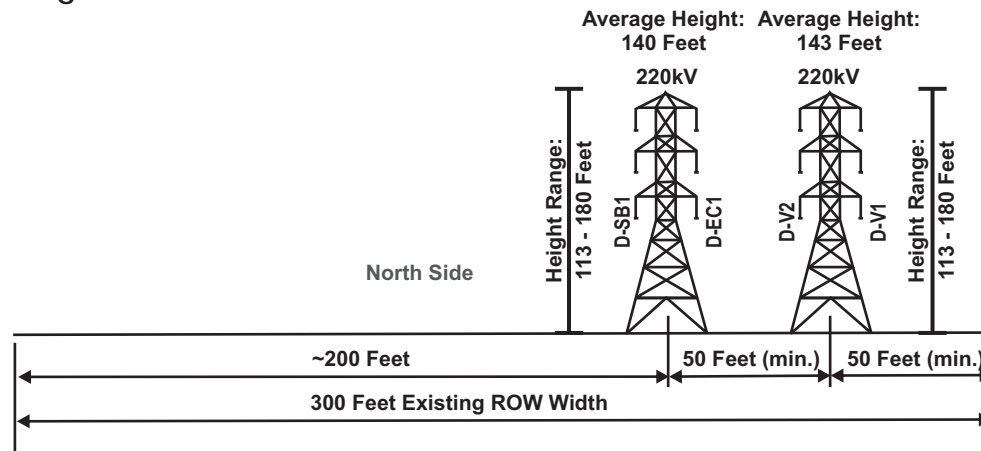 Average Height:
140 Feet
Average Height:
143 Feet
220kV
220kV
Height Range:
113 - 180 Feet
D-SB1
D-EC1
D-V2
D-V1
Height Range:
113 - 180 Feet
North Side
~200 Feet
50 Feet (min.)
50 Feet (min.)
300 Feet Existing ROW Width